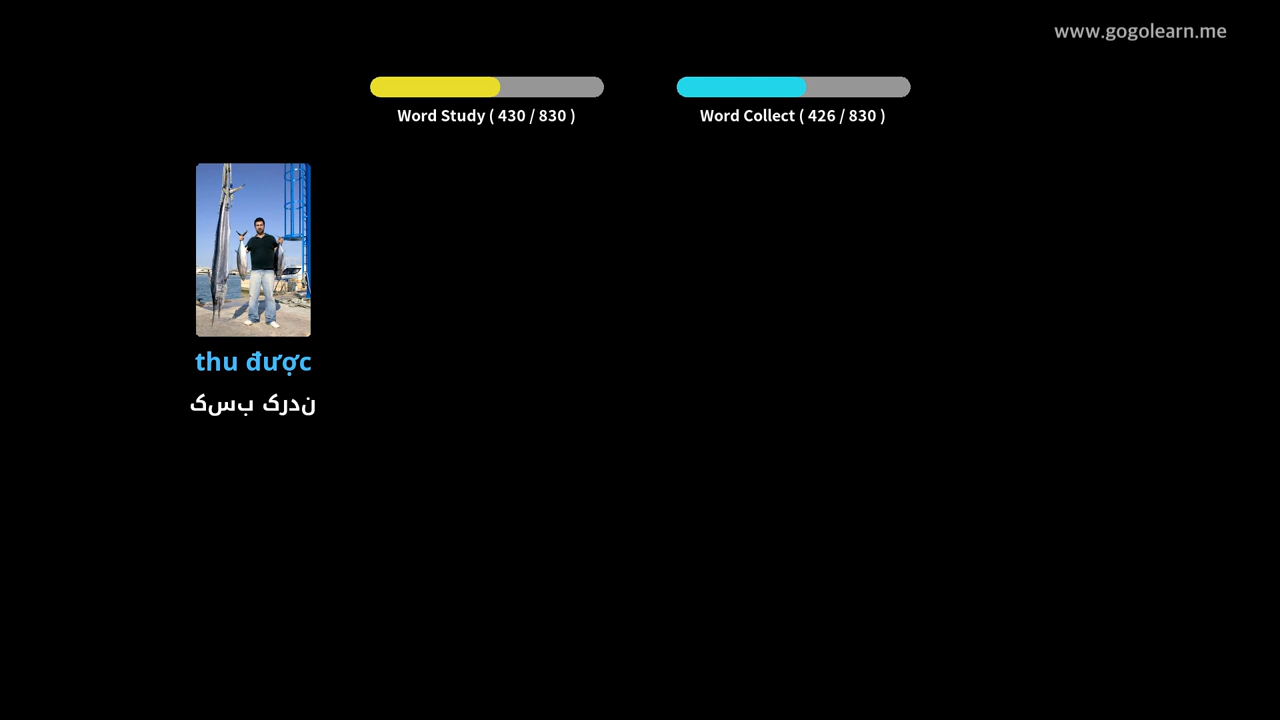 www.gogolearn.me
Word Study ( 430 / 830 )
Word Collect ( 426 / 830 )
thu được
کسب کردن